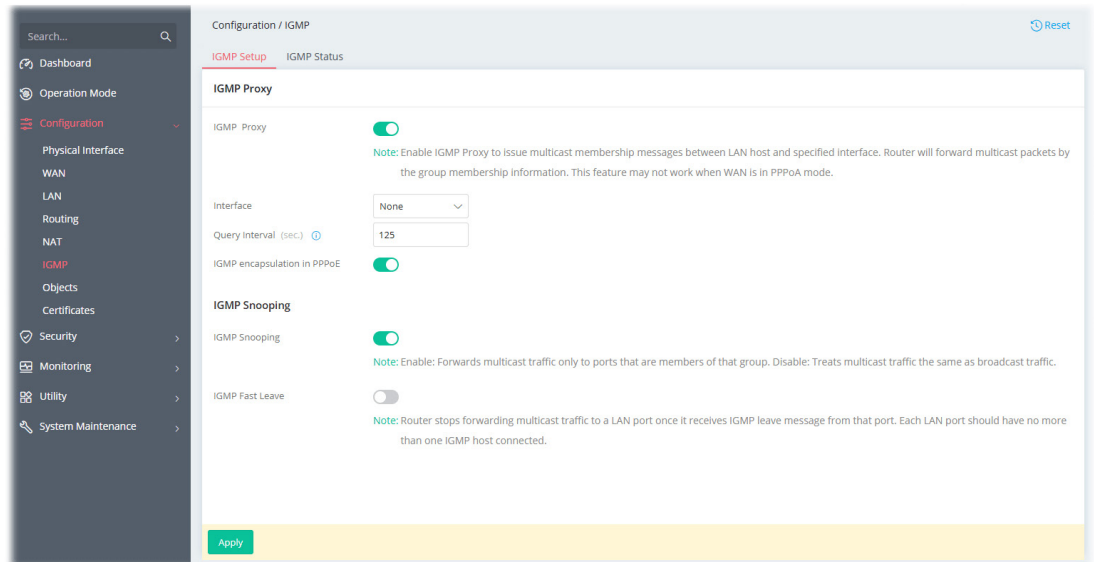 Search...
Dashboard
Operation Mode
Configuration
Physical Interface
WAN
LAN
Routing
NAT
IGMP
Objects
Certificates
Security
Monitoring
Utility
System Maintenance
Configuration / IGMP
Reset
IGMP Setup IGMP Status
IGMP Proxy
IGMP Proxy
Note: Enable IGMP Proxy to issue multicast membership messages between LAN host and specified interface. Router will forward multicast packets by
the group membership information. This feature may not work when WAN is in PPPoA mode.
Interface None
Query Interval (sec.) 125
IGMP encapsulation in PPPoE
IGMP Snooping
IGMP Snooping
Note: Enable: Forwards multicast traffic only to ports that are members of that group. Disable: Treats multicast traffic the same as broadcast traffic.
IGMP Fast Leave
Note: Router stops forwarding multicast traffic to a LAN port once it receives IGMP leave message from that port. Each LAN port should have no more
than one IGMP host connected.
Apply